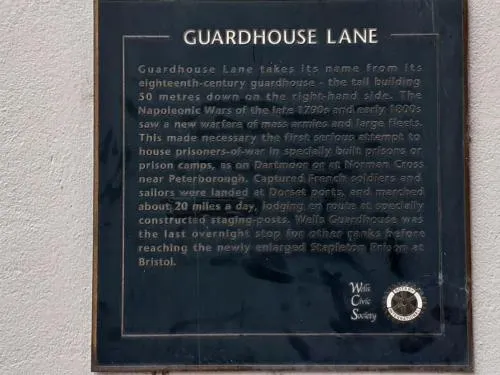 GUARDHOUSE LANE
Guardhouse Lane takes its name from its
eighteenth-century guardhouse - the tall building
50 metres down on the right-hand side. The
Napoleonic Wars of the late 1790s and early 1800s
saw a new warfare of mass armies and large fleets.
This made necessary the first serious attempt to
house prisoners-of-war in specially built prisons or
prison camps, as on Dartmoor or at Norman Cross
near Peterborough. Captured French soldiers and
sailors were landed at Dorset ports, and marched
about 20 miles a day, lodging en route at specially
constructed staging-posts. Wells Guardhouse was
the last overnight stop for other ranks before
reaching the newly enlarged Stapleton Prison at
Bristol.
Wells
Civic
Society
ROTARY
INTERNATIONAL